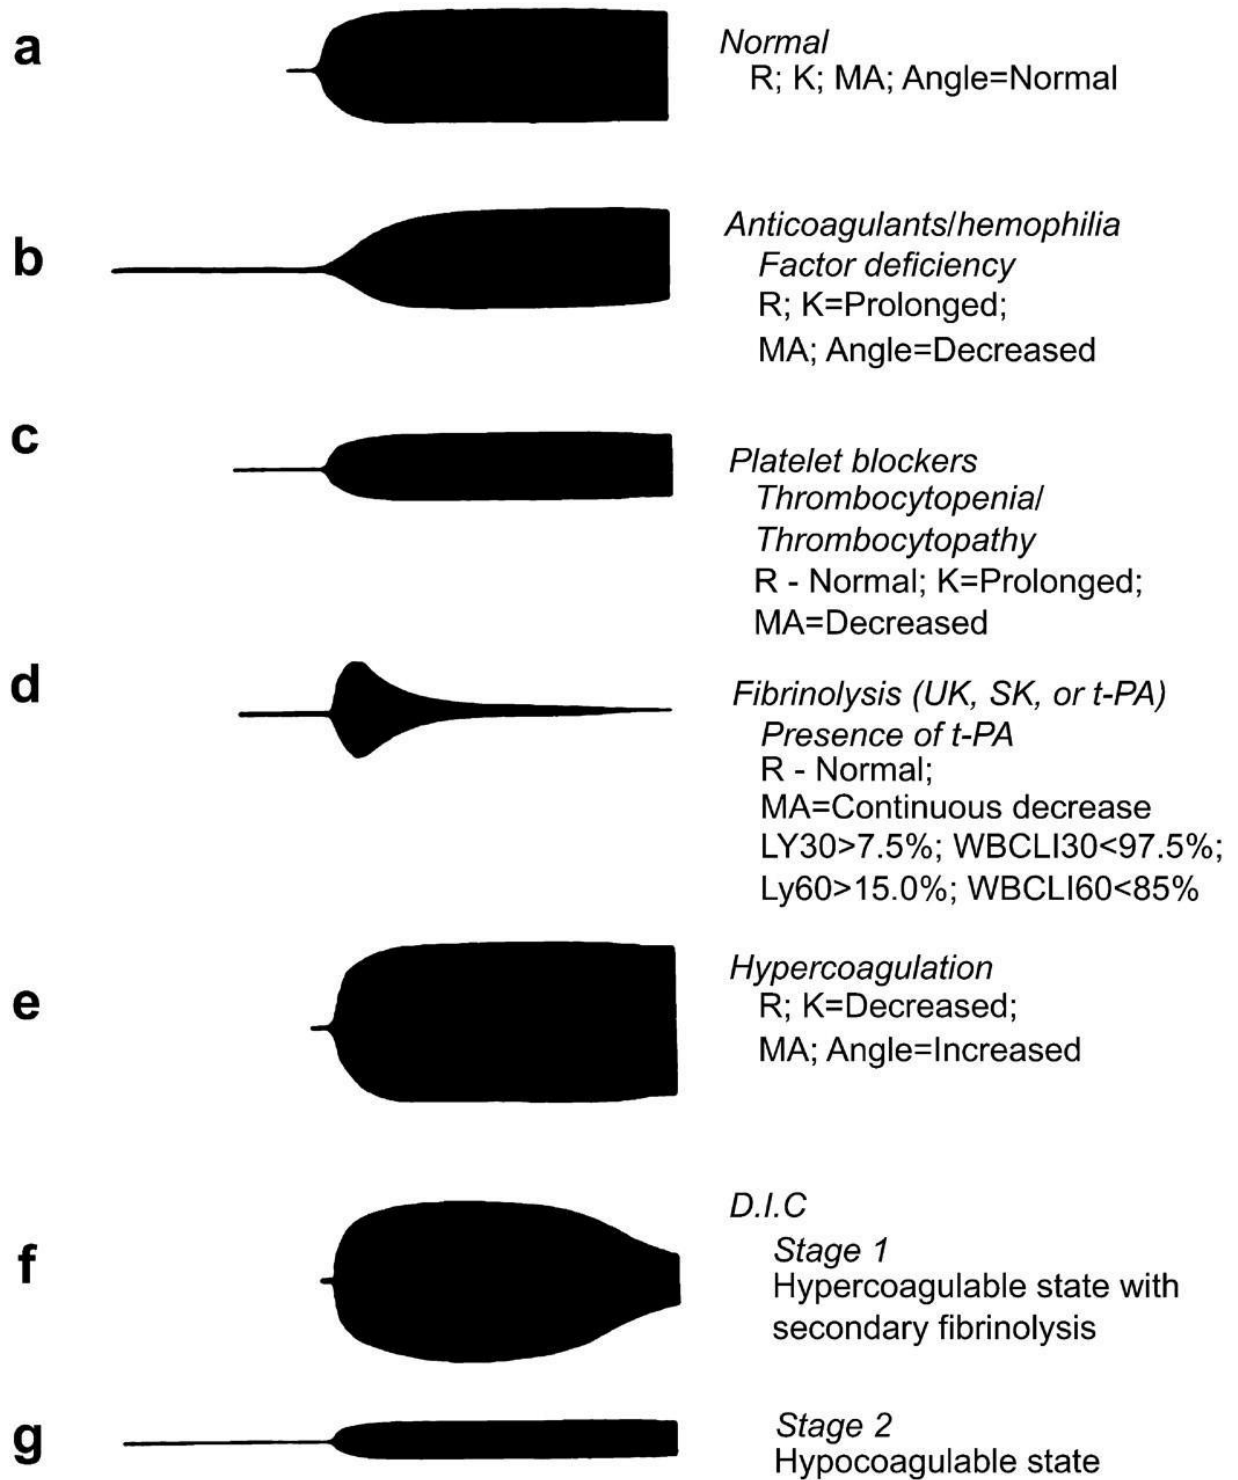 a
Normal
R; K; MA; Angle=Normal
b
Anticoagulants/hemophilia
Factor deficiency
R; K=Prolonged;
MA; Angle=Decreased
c
Platelet blockers
Thrombocytopenia/
Thrombocytopathy
R - Normal; K=Prolonged;
MA=Decreased
d
Fibrinolysis (UK, SK, or t-PA)
Presence of t-PA
R - Normal;
MA=Continuous decrease
LY30>7.5%; WBCLI30<97.5%;
Ly60>15.0%; WBCLI60<85%
e
Hypercoagulation
R; K=Decreased;
MA; Angle=Increased
f
D.I.C
Stage 1
Hypercoagulable state with
secondary fibrinolysis
g
Stage 2
Hypocoagulable state